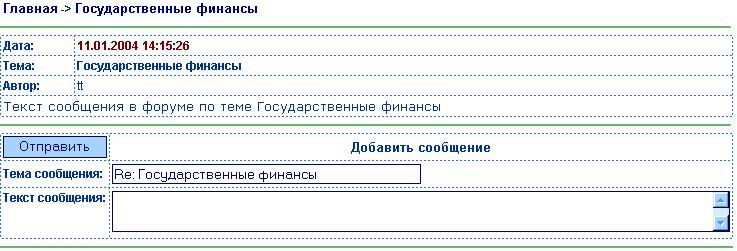 Главная -> Государственные финансы
Дата: 11.01.2004 14:15:26
Тема: Государственные финансы
Автор: tt
Текст сообщения в форуме по теме Государственные финансы
Отправить Добавить сообщение
Тема сообщения: Re: Государственные финансы
Текст сообщения: